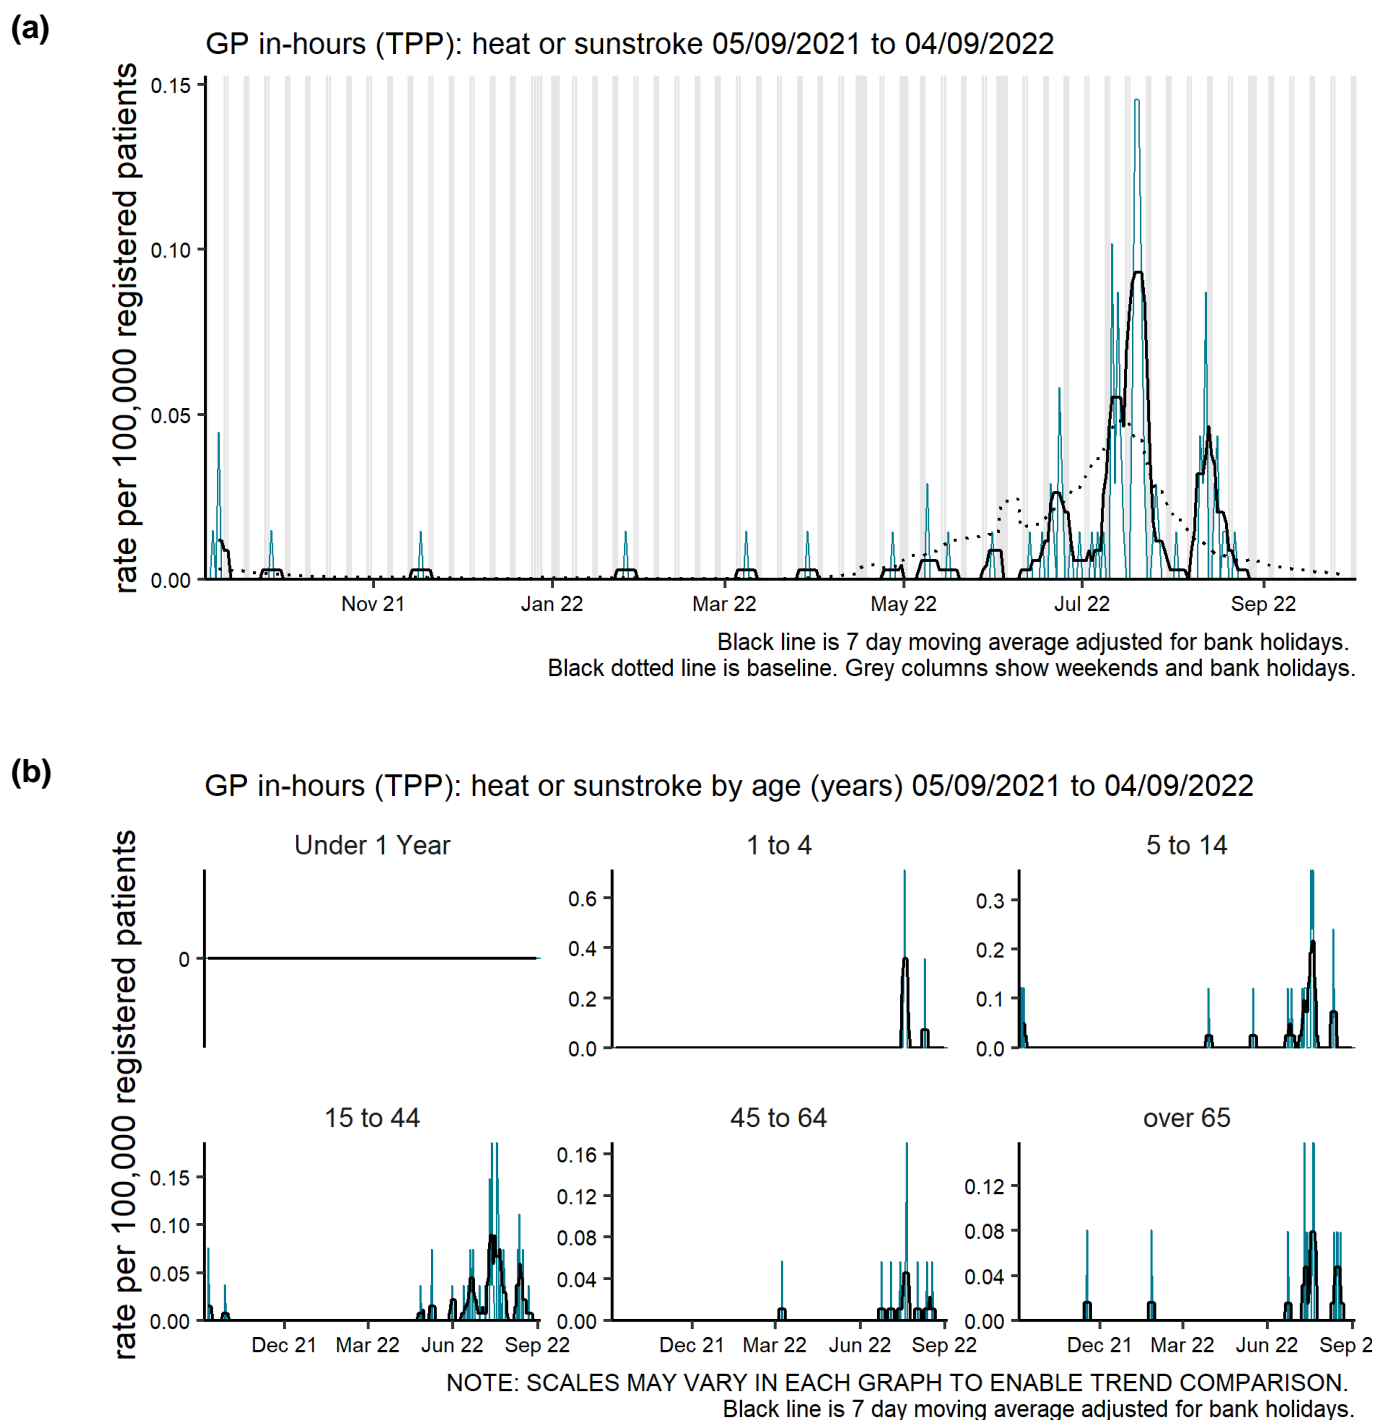 (a)
GP in-hours (TPP): heat or sunstroke 05/09/2021 to 04/09/2022
rate per 100,000 registered patients
0.15
0.10
0.05
0.00
Nov 21 Jan 22 Mar 22 May 22 Jul 22 Sep 22
Black line is 7 day moving average adjusted for bank holidays.
Black dotted line is baseline. Grey columns show weekends and bank holidays.
(b)
GP in-hours (TPP): heat or sunstroke by age (years) 05/09/2021 to 04/09/2022
rate per 100,000 registered patients
Under 1 Year
0
1 to 4
0.6
0.4
0.2
0.0
5 to 14
0.3
0.2
0.1
0.0
15 to 44
0.15
0.10
0.05
0.00
Dec 21 Mar 22 Jun 22 Sep 22
45 to 64
0.16
0.12
0.08
0.04
0.00
Dec 21 Mar 22 Jun 22 Sep 22
over 65
0.12
0.08
0.04
0.00
Dec 21 Mar 22 Jun 22 Sep 2
NOTE: SCALES MAY VARY IN EACH GRAPH TO ENABLE TREND COMPARISON.
Black line is 7 day moving average adjusted for bank holidays.